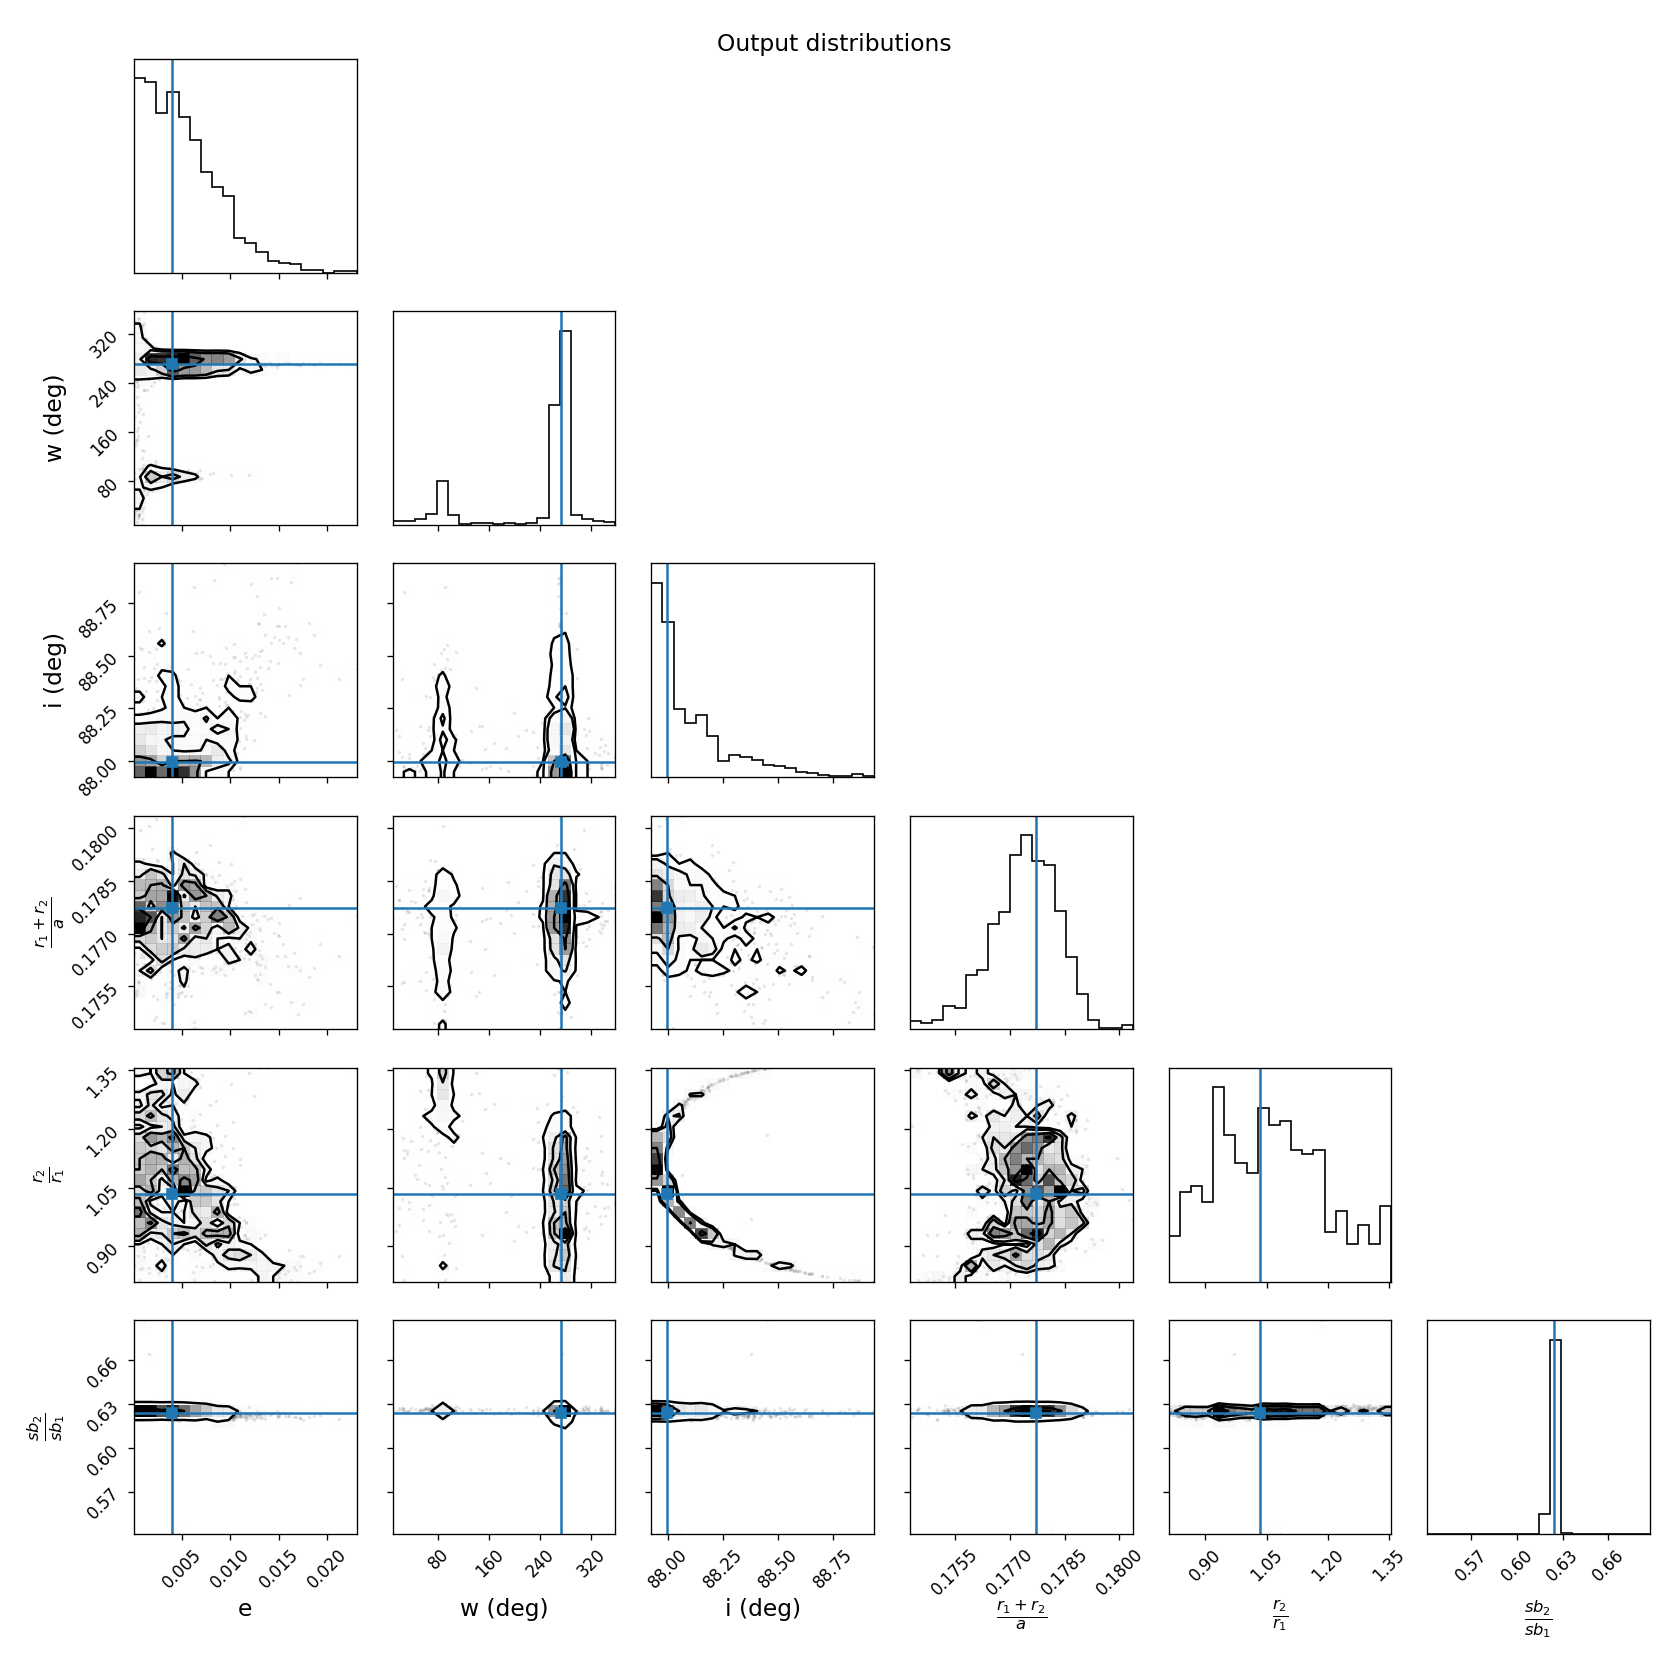 Output distributions
w (deg)
320
240
160
80
i (deg)
88.75
88.50
88.25
88.00
r₁ + r₂
a
0.1800
0.1785
0.1770
0.1755
r₂
r₁
1.35
1.20
1.05
0.90
sb₂
sb₁
0.66
0.63
0.60
0.57
0.005 0.010 0.015 0.020 80 160 240 320 88.00 88.25 88.50 88.75 0.1755 0.1770 0.1785 0.1800 0.90 1.05 1.20 1.35 0.57 0.60 0.63 0.66
e w (deg) i (deg) r₁ + r₂ r₂ sb₂
a r₁ sb₁